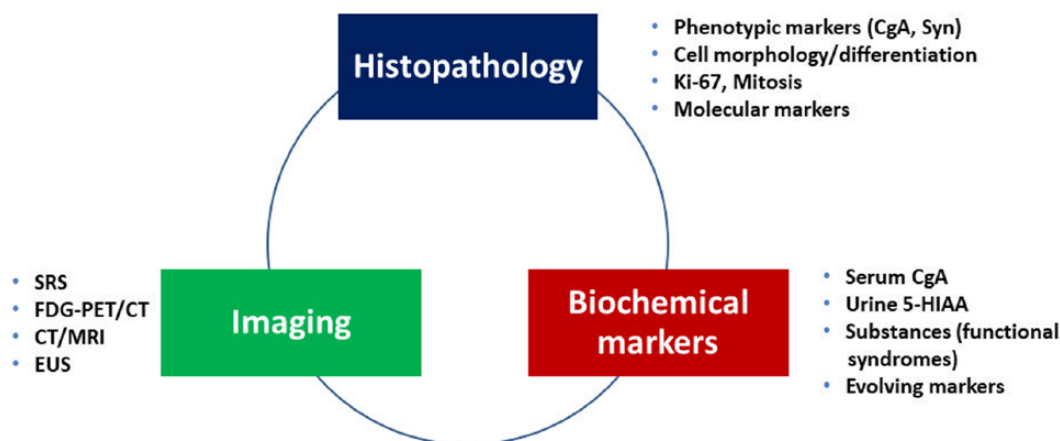 Histopathology
• Phenotypic markers (CgA, Syn)
• Cell morphology/differentiation
• Ki-67, Mitosis
• Molecular markers
• SRS
• FDG-PET/CT
• CT/MRI
• EUS
Imaging
Biochemical
markers
• Serum CgA
• Urine 5-HIAA
• Substances (functional
syndromes)
• Evolving markers